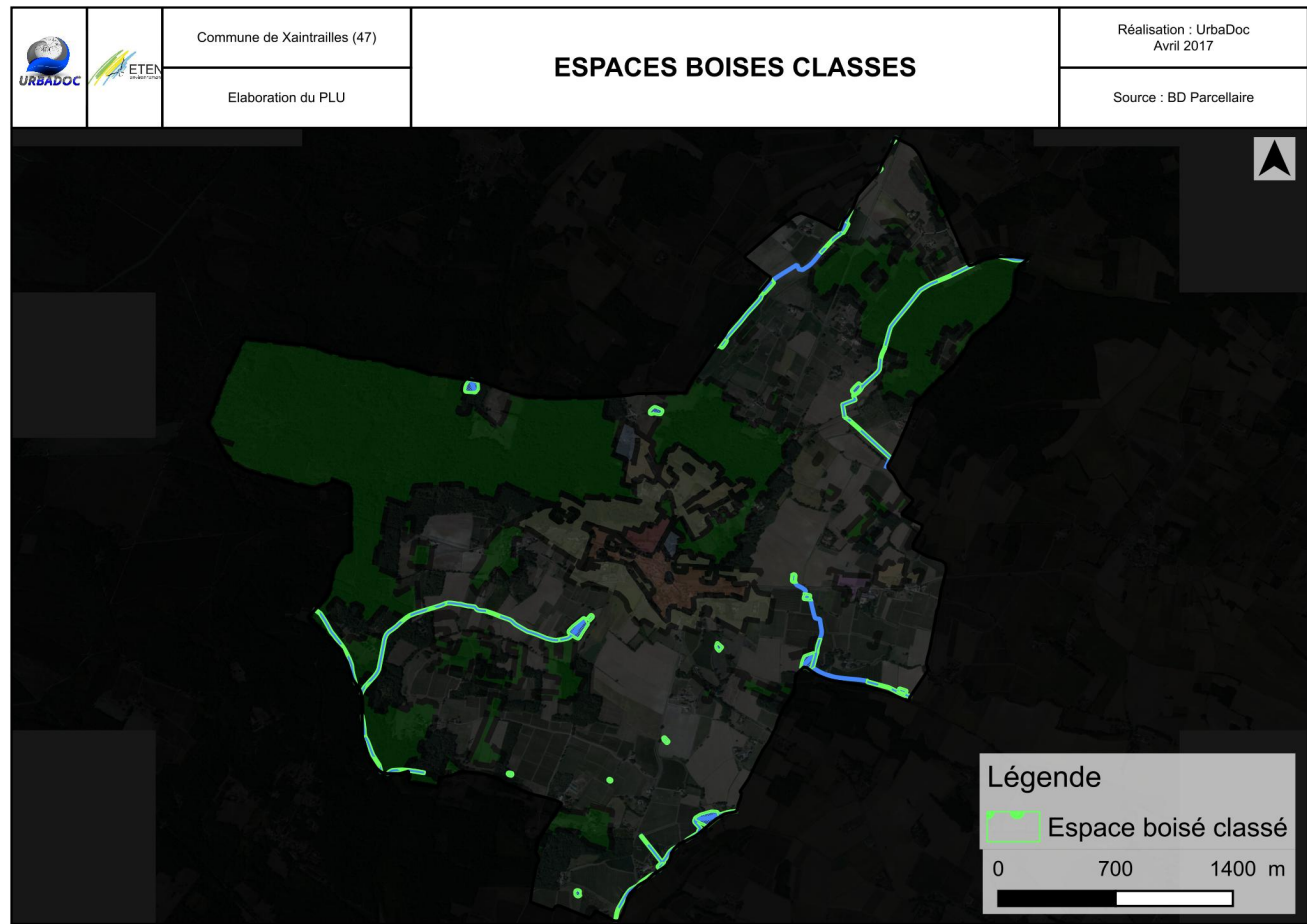 URBADOC
ETEN
Commune de Xaintrailles (47)
Elaboration du PLU
ESPACES BOISES CLASSES
Réalisation : UrbaDoc
Avril 2017
Source : BD Parcellaire
Légende
Espace boisé classé
0 700 1400 m